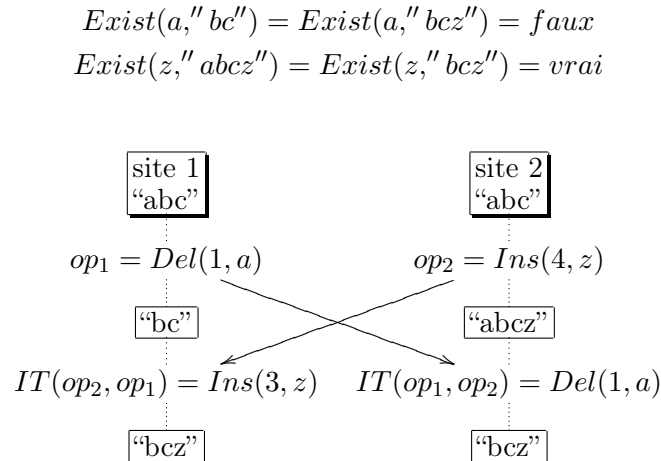 Exist(a,″ bc″) = Exist(a,″ bcz″) = faux
Exist(z,″ abcz″) = Exist(z,″ bcz″) = vrai
site 1 site 2
“abc” “abc”
op₁ = Del(1, a) op₂ = Ins(4, z)
“bc” “abcz”
IT(op₂, op₁) = Ins(3, z) IT(op₁, op₂) = Del(1, a)
“bcz” “bcz”